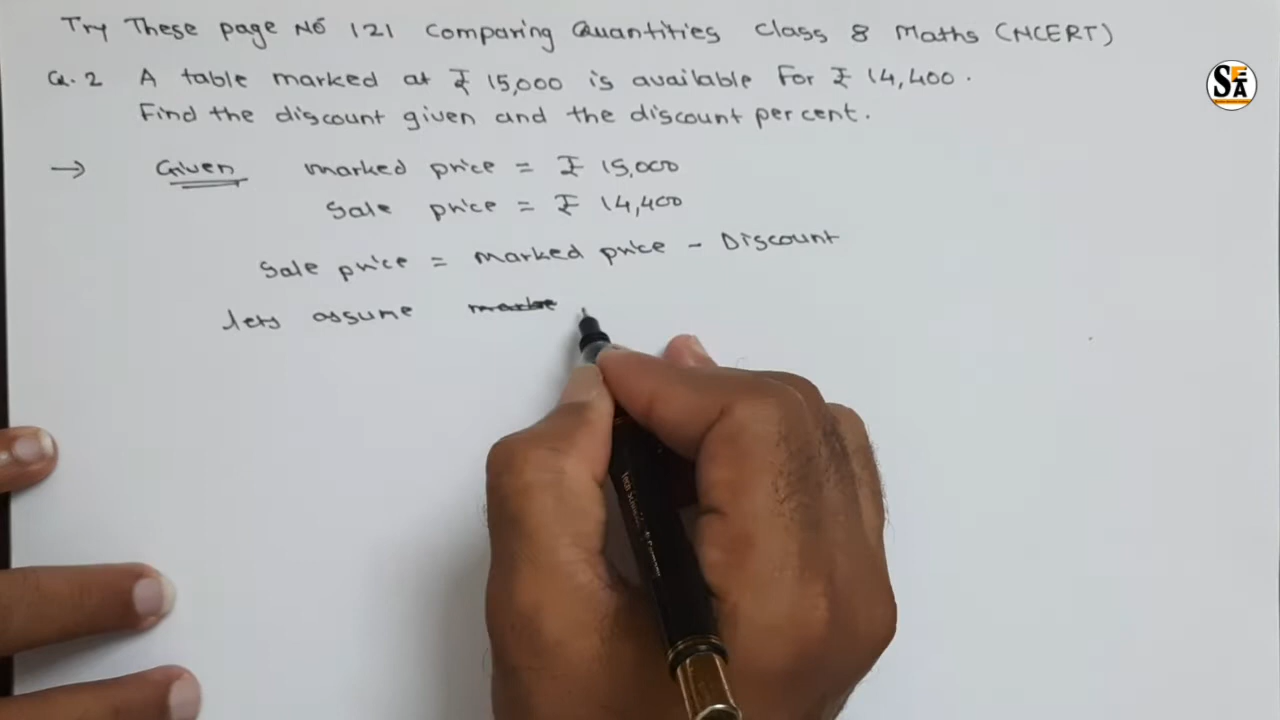 Try These page No 121 Comparing Quantities Class 8 Maths (NCERT)
Q.2 A table marked at ₹ 15,000 is available for ₹ 14,400.
Find the discount given and the discount per cent.
→ Given marked price = ₹ 15,000
Sale price = ₹ 14,400
Sale price = Marked price - Discount
lets assume
SFTA